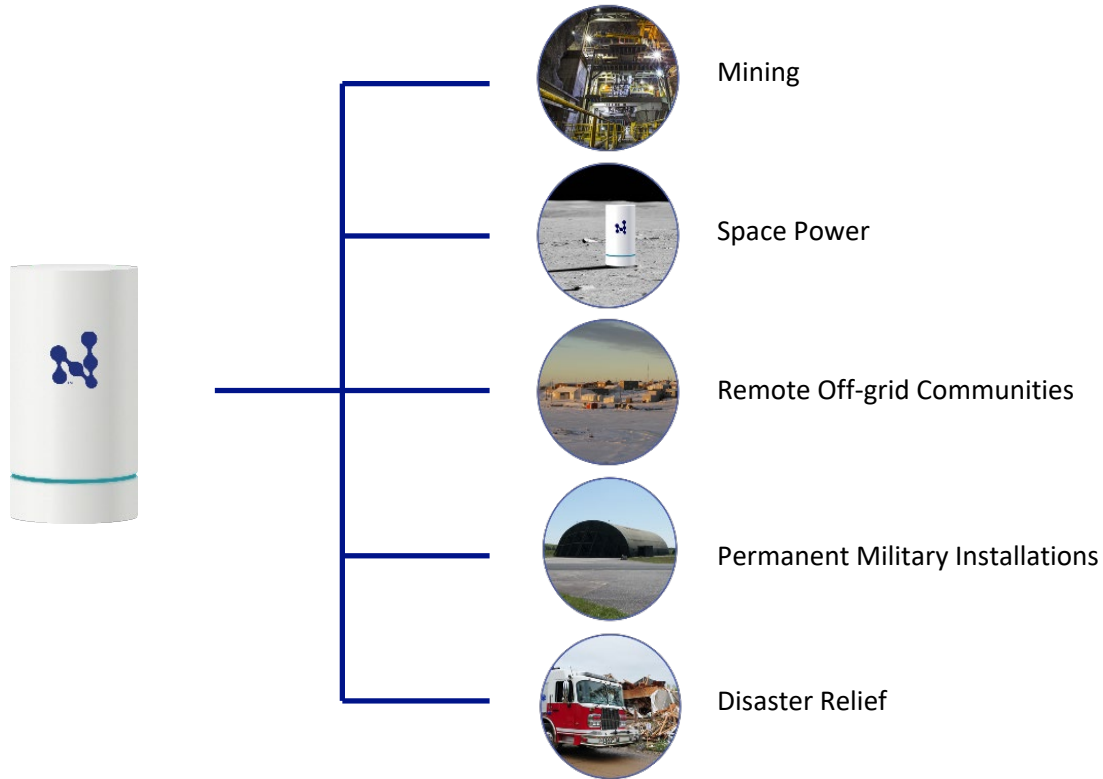 Mining
Space Power
Remote Off-grid Communities
Permanent Military Installations
Disaster Relief